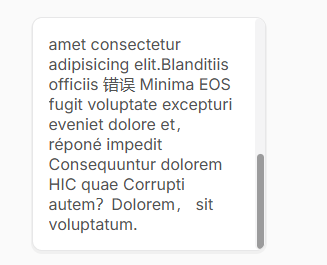 amet consectetur
adipisicing elit.Blanditiis
officiis 错误 Minima EOS
fugit voluptate excepturi
eveniet dolore et，
réponé impedit
Consequuntur dolorem
HIC quae Corrupti
autem？Dolorem， sit
voluptatum.